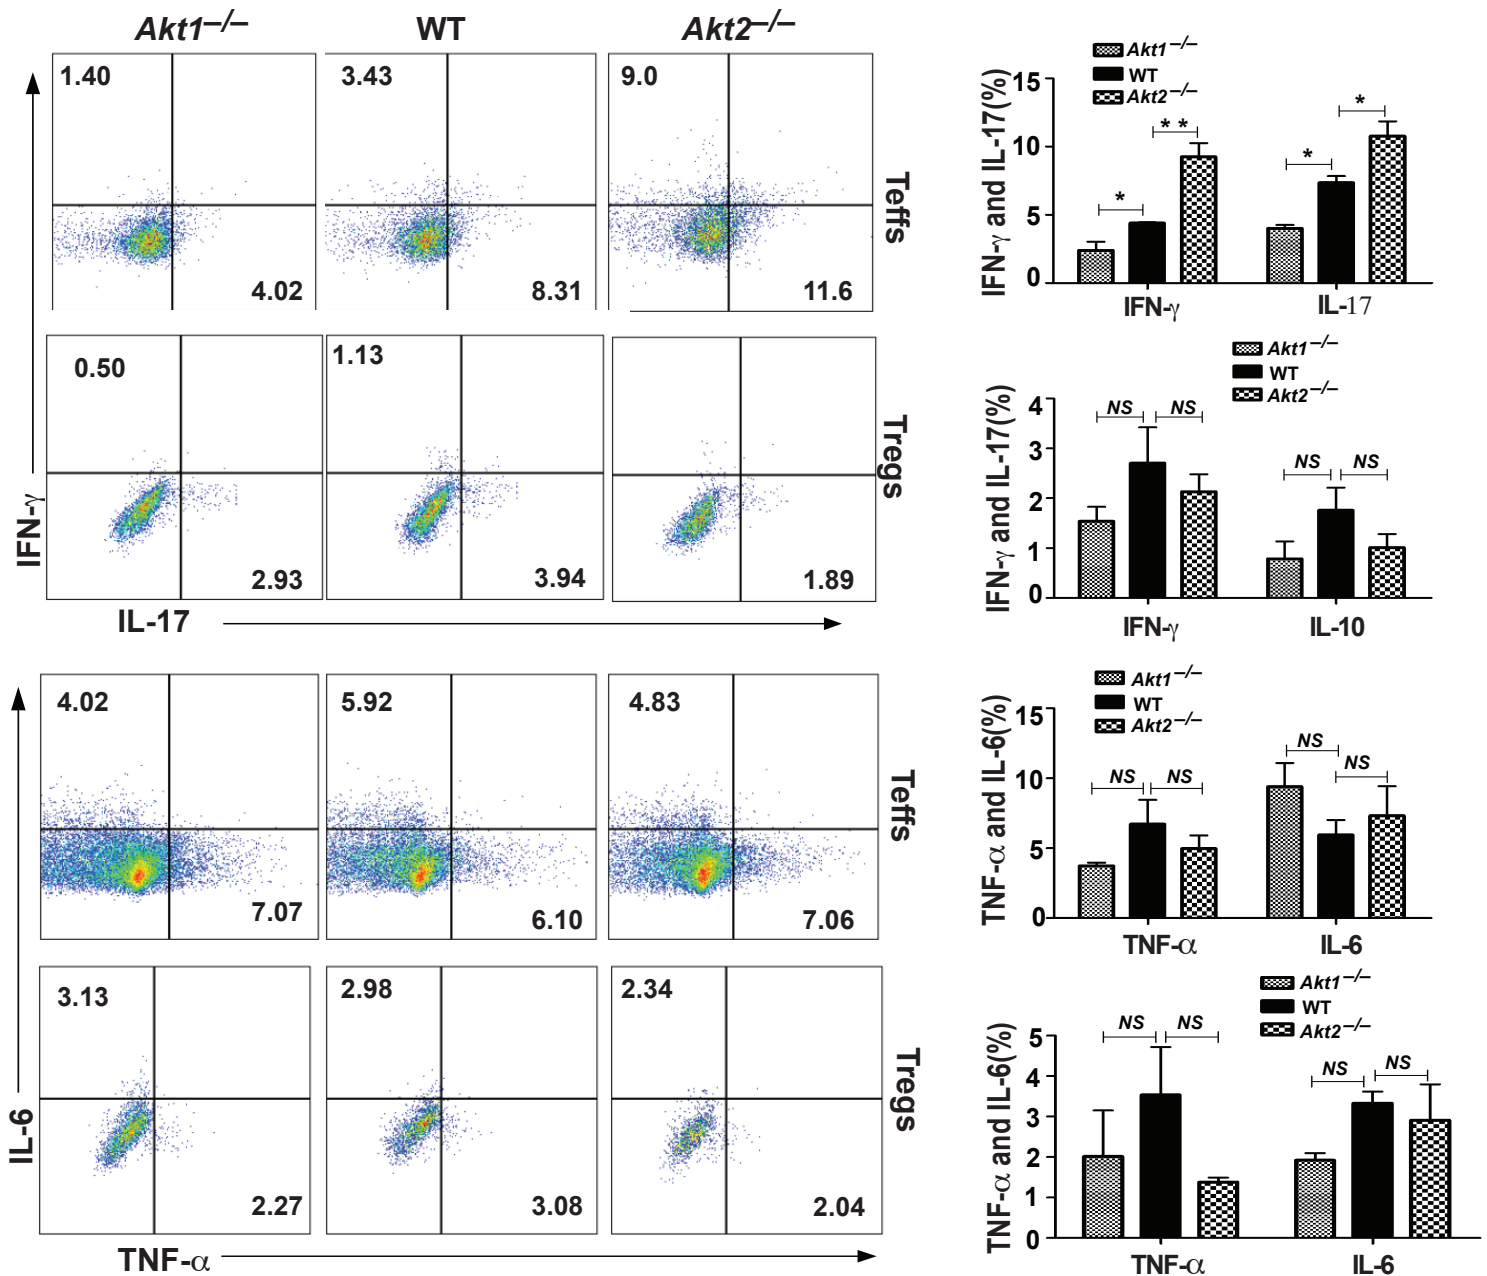 Akt1–/–
WT
Akt2–/–
1.40
4.02
3.43
8.31
9.0
11.6
Teffs
0.50
2.93
1.13
3.94
1.89
Tregs
IFN-γ
IL-17
4.02
7.07
5.92
6.10
4.83
7.06
Teffs
3.13
2.27
2.98
3.08
2.34
2.04
Tregs
IL-6
TNF-α
Akt1–/–
WT
Akt2–/–
IFN-γ and IL-17(%)
15
10
5
0
*
* *
*
*
IFN-γ
IL-17
Akt1–/–
WT
Akt2–/–
IFN-γ and IL-17(%)
4
3
2
1
0
NS
NS
NS
NS
IFN-γ
IL-10
Akt1–/–
WT
Akt2–/–
TNF-α and IL-6(%)
15
10
5
0
NS
NS
NS
NS
TNF-α
IL-6
Akt1–/–
WT
Akt2–/–
TNF-α and IL-6(%)
5
4
3
2
1
0
NS
NS
NS
NS
TNF-α
IL-6